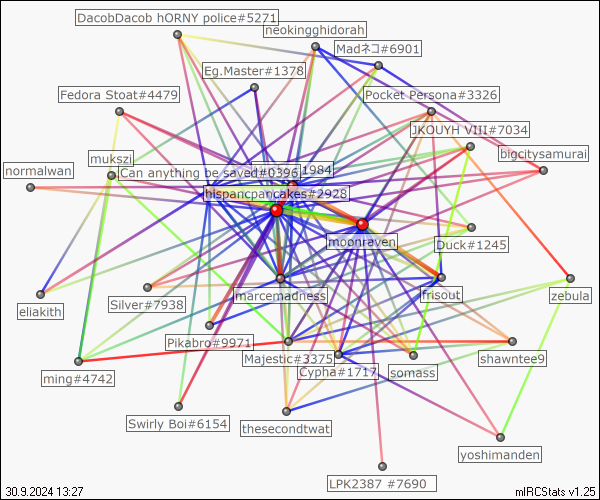 DacobDacob hORNY police#5271
neokingghidorah
Madネコ#6901
Eg.Master#1378
Fedora Stoat#4479
Pocket Persona#3326
JKOUYH VIII#7034
bigcitysamurai
mukszi
normalwan
Can anything be saved#0396
1984
hispancpancakes#2928
moonraven
Duck#1245
marcemadness
frisout
zebula
Silver#7938
eliakith
Pikabro#9971
Majestic#3375
shawntee9
Cypha#1717
somass
ming#4742
Swirly Boi#6154
thesecondtwat
yoshimanden
LPK2387 #7690
30.9.2024 13:27
mIRCStats v1.25